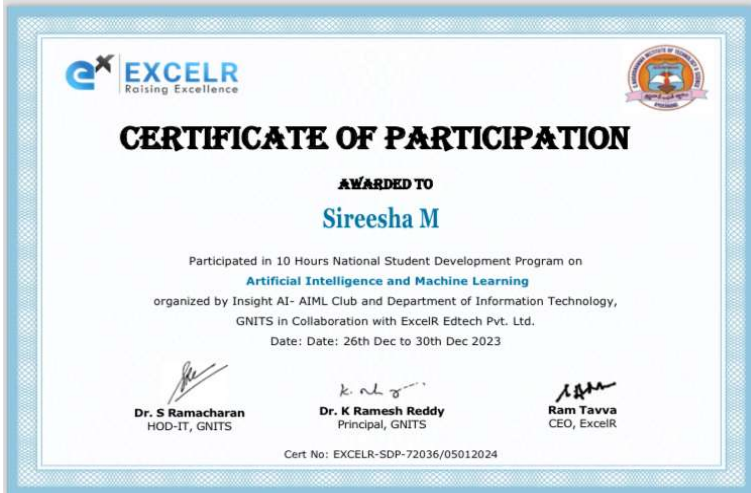 ex EXCELR
Raising Excellence
CERTIFICATE OF PARTICIPATION
AWARDED TO
Sireesha M
Participated in 10 Hours National Student Development Program on
Artificial Intelligence and Machine Learning
organized by Insight AI- AIML Club and Department of Information Technology,
GNITS in Collaboration with ExcelR Edtech Pvt. Ltd.
Date: Date: 26th Dec to 30th Dec 2023
Dr. S Ramacharan
HOD-IT, GNITS
Dr. K Ramesh Reddy
Principal, GNITS
Ram Tavva
CEO, ExcelR
Cert No: EXCELR-SDP-72036/05012024